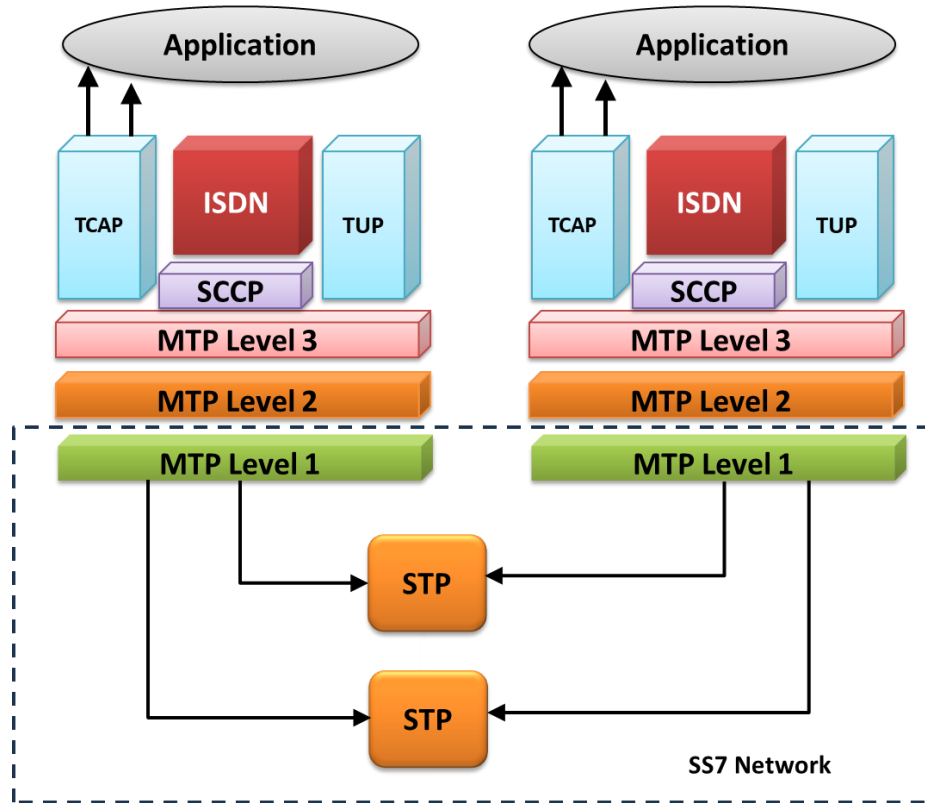 Application
Application
TCAP
ISDN
TUP
TCAP
ISDN
TUP
SCCP
SCCP
MTP Level 3
MTP Level 3
MTP Level 2
MTP Level 2
MTP Level 1
MTP Level 1
STP
STP
SS7 Network